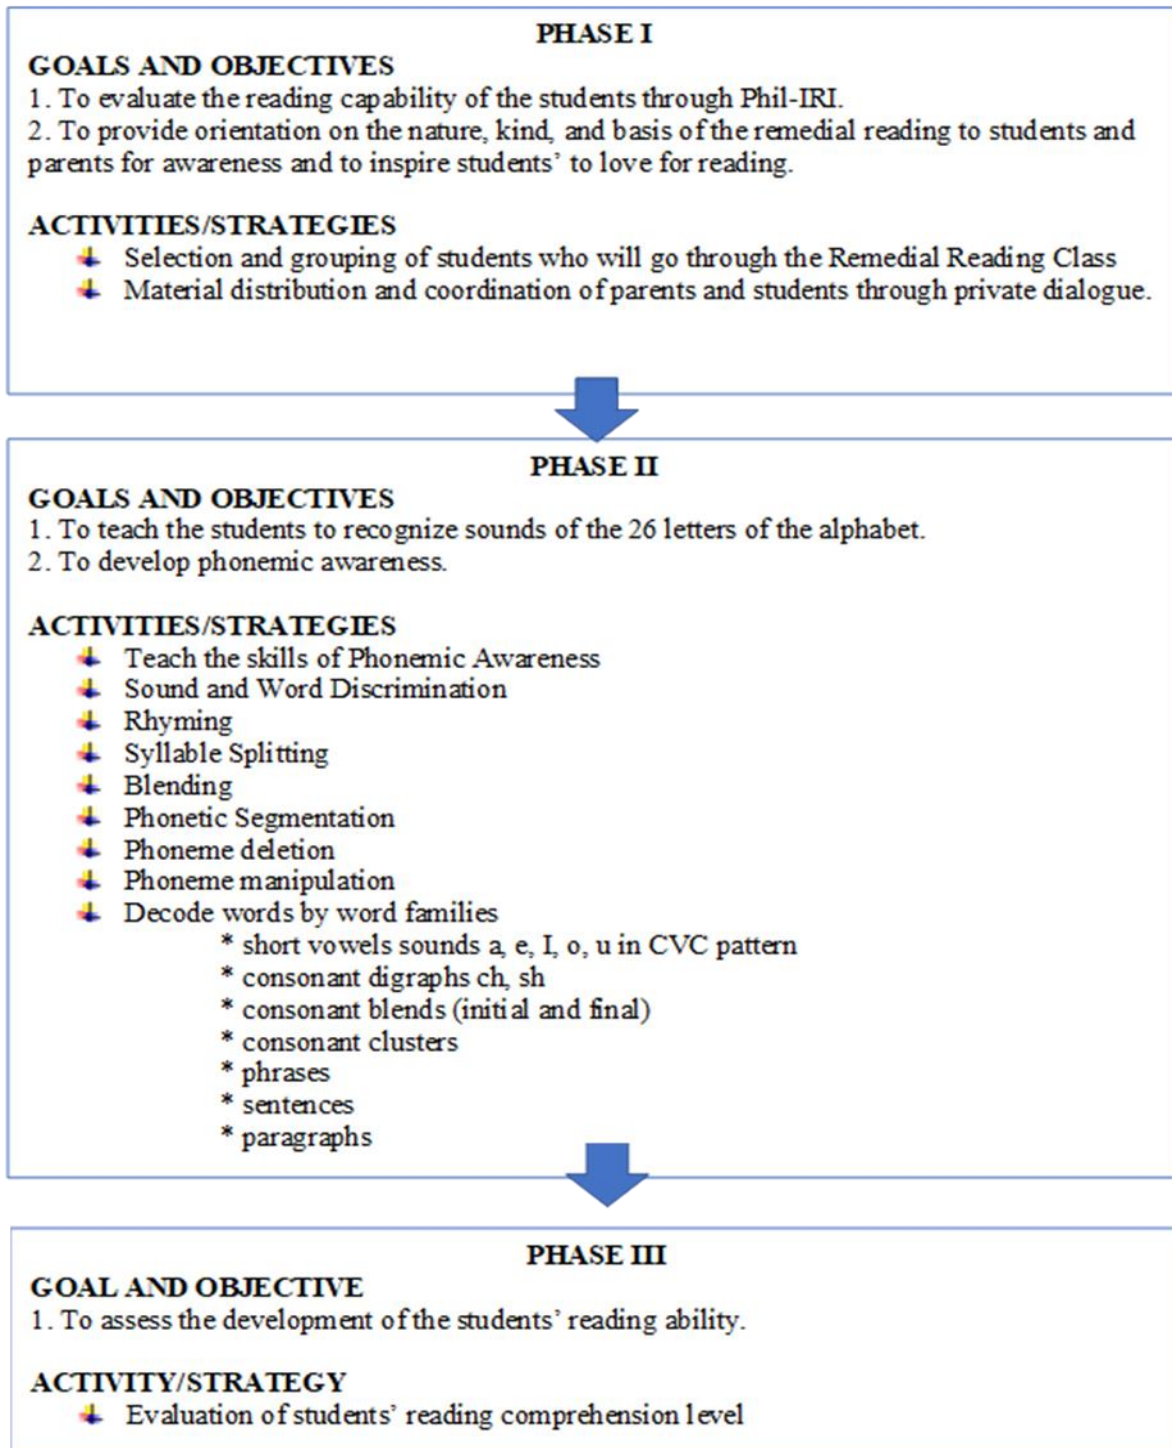 PHASE I
GOALS AND OBJECTIVES
1. To evaluate the reading capability of the students through Phil-IRI.
2. To provide orientation on the nature, kind, and basis of the remedial reading to students and
parents for awareness and to inspire students’ to love for reading.
ACTIVITIES/STRATEGIES
Selection and grouping of students who will go through the Remedial Reading Class
Material distribution and coordination of parents and students through private dialogue.
PHASE II
GOALS AND OBJECTIVES
1. To teach the students to recognize sounds of the 26 letters of the alphabet.
2. To develop phonemic awareness.
ACTIVITIES/STRATEGIES
Teach the skills of Phonemic Awareness
Sound and Word Discrimination
Rhyming
Syllable Splitting
Blending
Phonetic Segmentation
Phoneme deletion
Phoneme manipulation
Decode words by word families
* short vowels sounds a, e, I, o, u in CVC pattern
* consonant digraphs ch, sh
* consonant blends (initial and final)
* consonant clusters
* phrases
* sentences
* paragraphs
PHASE III
GOAL AND OBJECTIVE
1. To assess the development of the students’ reading ability.
ACTIVITY/STRATEGY
Evaluation of students’ reading comprehension level